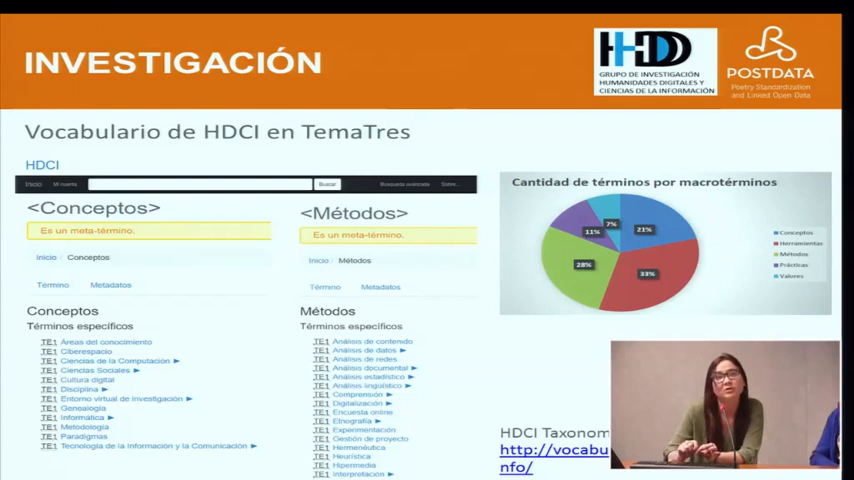 INVESTIGACIÓN
HHDD
GRUPO DE INVESTIGACIÓN
HUMANIDADES DIGITALES Y
CIENCIAS DE LA INFORMACIÓN
POSTDATA
Poetry Standardization
and Linked Open Data
Vocabulario de HDCI en TemaTres
HDCI
Inicio Mi cuenta Buscar Búsqueda avanzada Sobre...
<Conceptos>
Es un meta-término.
Inicio / Conceptos
Término Metadatos
Conceptos
Términos específicos
TE1 Áreas del conocimiento
TE1 Ciberespacio
TE1 Ciencias de la Computación ►
TE1 Ciencias Sociales ►
TE1 Cultura digital
TE1 Disciplina ►
TE1 Entorno virtual de investigación ►
TE1 Genealogía
TE1 Informática ►
TE1 Metodología
TE1 Paradigmas
TE1 Tecnología de la Información y la Comunicación ►
<Métodos>
Es un meta-término.
Inicio / Métodos
Término Metadatos
Métodos
Términos específicos
TE1 Análisis de contenido
TE1 Análisis de datos ►
TE1 Análisis de redes
TE1 Análisis documental ►
TE1 Análisis estadístico ►
TE1 Análisis lingüístico ►
TE1 Comprensión ►
TE1 Digitalización ►
TE1 Encuesta online
TE1 Etnografía ►
TE1 Experimentación
TE1 Gestión de proyecto
TE1 Hermenéutica
TE1 Heurística
TE1 Hipermedia
TE1 Interpretación ►
Cantidad de términos por macrotérminos
7%
11%
21%
28%
33%
Conceptos
Herramientas
Métodos
Prácticas
Valores
HDCI Taxonom
http://vocabu
nfo/